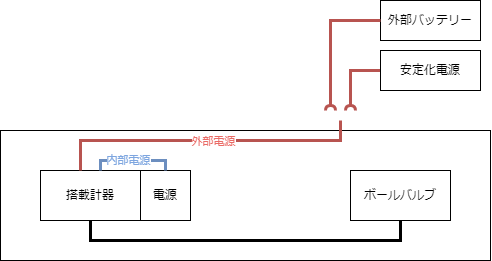 外部バッテリー
安定化電源
外部電源
内部電源
搭載計器
電源
ボールバルブ